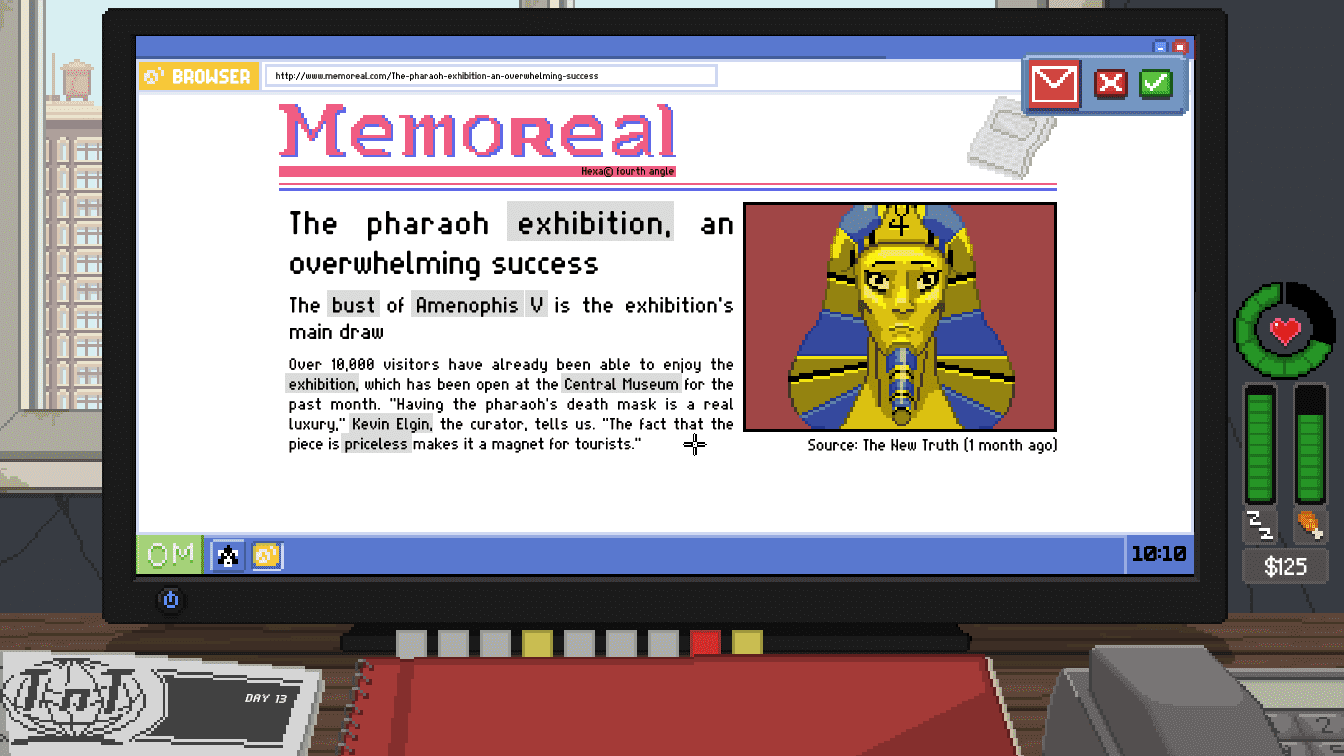 BROWSER
http://www.memoreal.com/The-pharaoh-exhibition-an-overwhelming-success
Memoreal
Hexa© fourth angle
The pharaoh exhibition, an
overwhelming success
The bust of Amenophis V is the exhibition's
main draw
Over 10,000 visitors have already been able to enjoy the
exhibition, which has been open at the Central Museum for the
past month. "Having the pharaoh's death mask is a real
luxury," Kevin Elgin, the curator, tells us. "The fact that the
piece is priceless makes it a magnet for tourists."
Source: The New Truth (1 month ago)
OM
10:10
$125
TnT
DAY 13
2